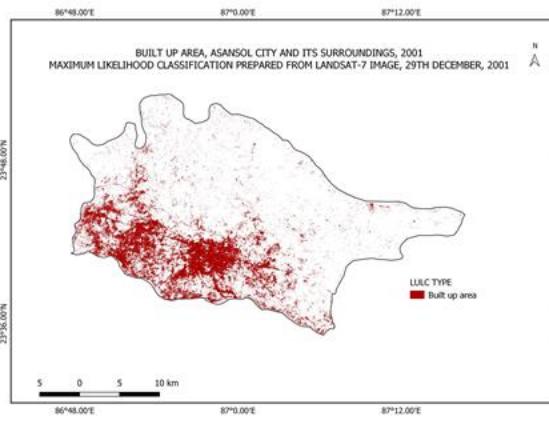 86°48.00'E 87°0.00'E 87°12.00'E
BUILT UP AREA, ASANSOL CITY AND ITS SURROUNDINGS, 2001
MAXIMUM LIKELIHOOD CLASSIFICATION PREPARED FROM LANDSAT-7 IMAGE, 29TH DECEMBER, 2001
N
23°48.00'N
LULC TYPE
Built up area
23°36.00'N
5 0 5 10 km
86°48.00'E 87°0.00'E 87°12.00'E